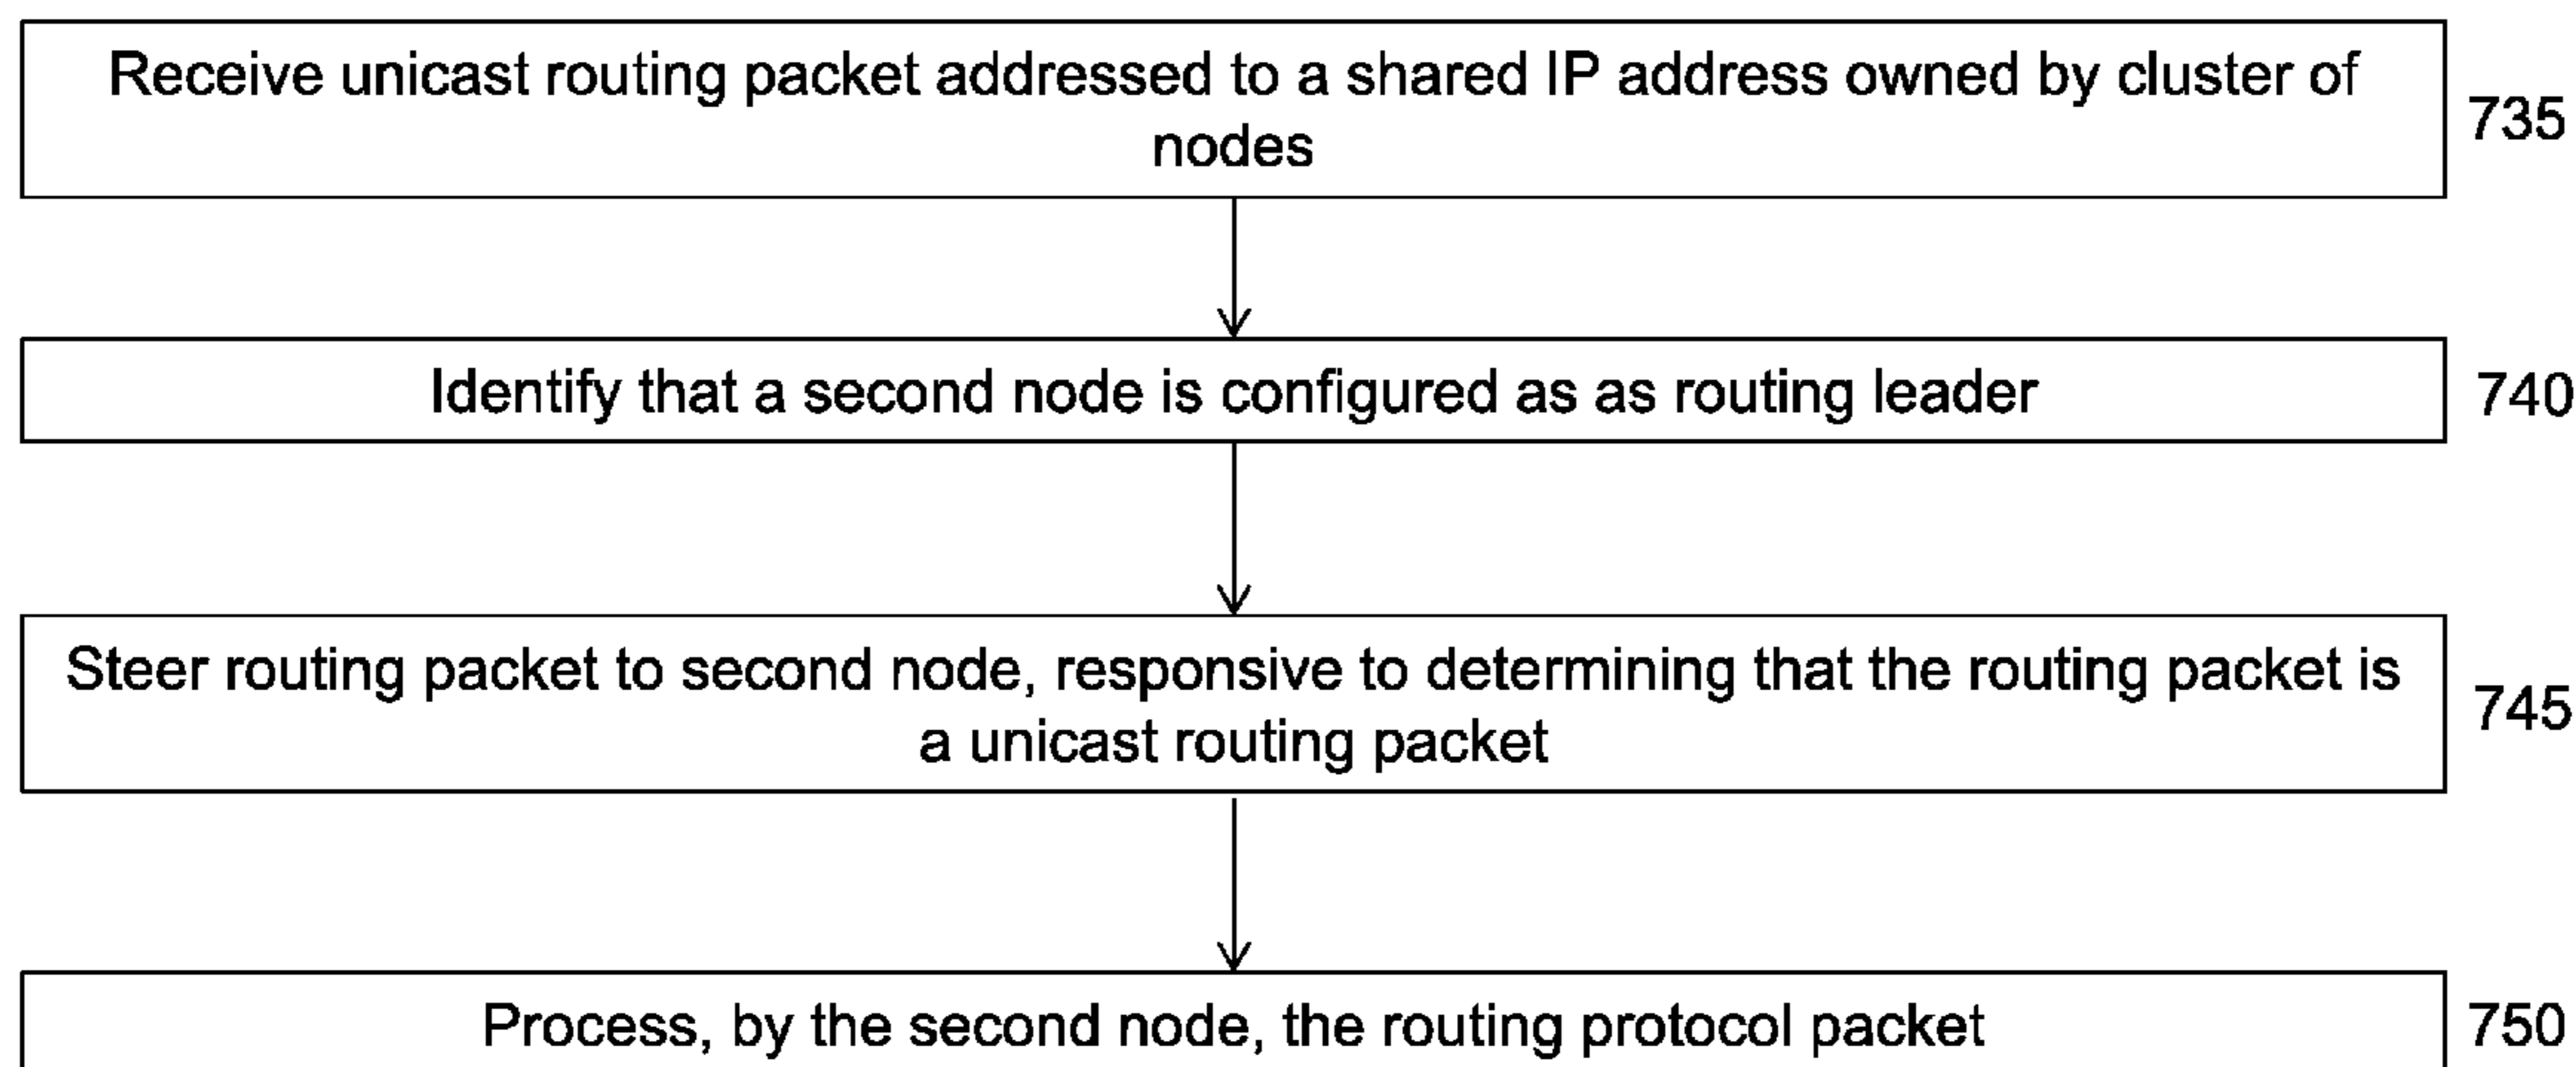 Receive unicast routing packet addressed to a shared IP address owned by cluster of
nodes
735
Identify that a second node is configured as as routing leader
740
Steer routing packet to second node, responsive to determining that the routing packet is
a unicast routing packet
745
Process, by the second node, the routing protocol packet
750